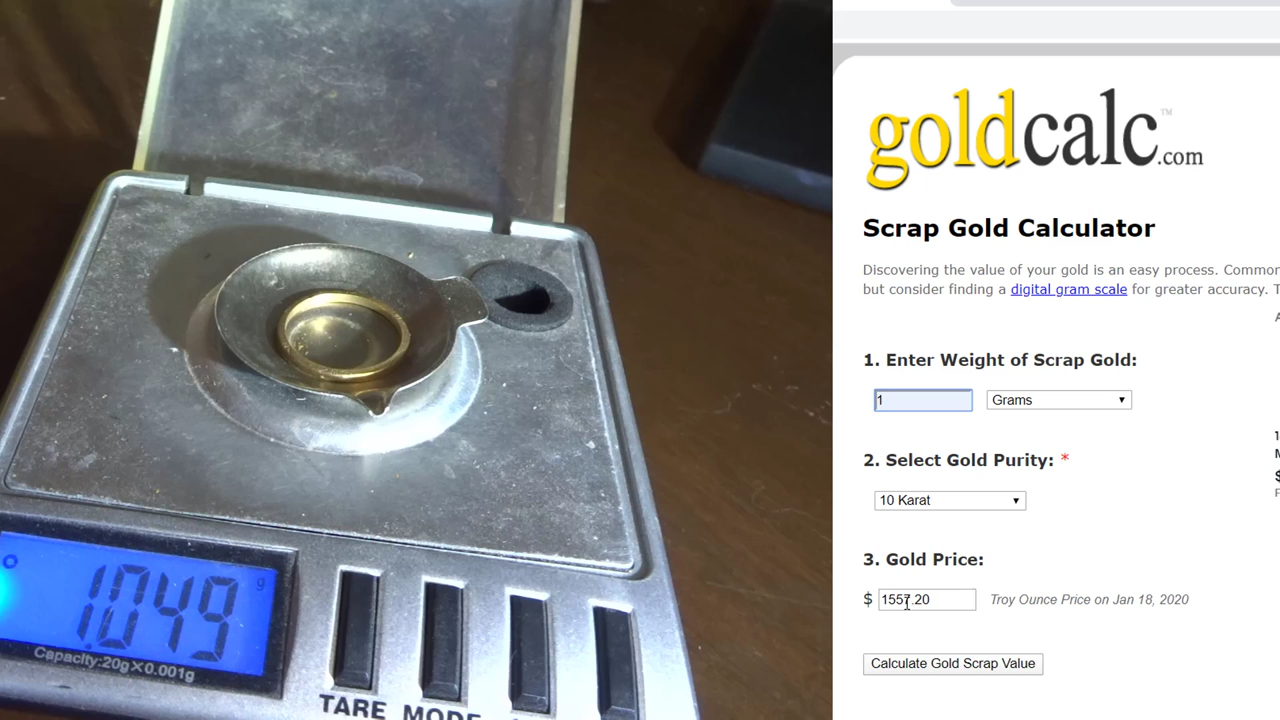 1.049 g
Capacity:20g×0.001g
TARE MODE
goldcalc.com™
Scrap Gold Calculator
Discovering the value of your gold is an easy process. Common
but consider finding a digital gram scale for greater accuracy. T
1. Enter Weight of Scrap Gold:
1 Grams
2. Select Gold Purity: *
10 Karat
3. Gold Price:
$ 1557.20 Troy Ounce Price on Jan 18, 2020
Calculate Gold Scrap Value